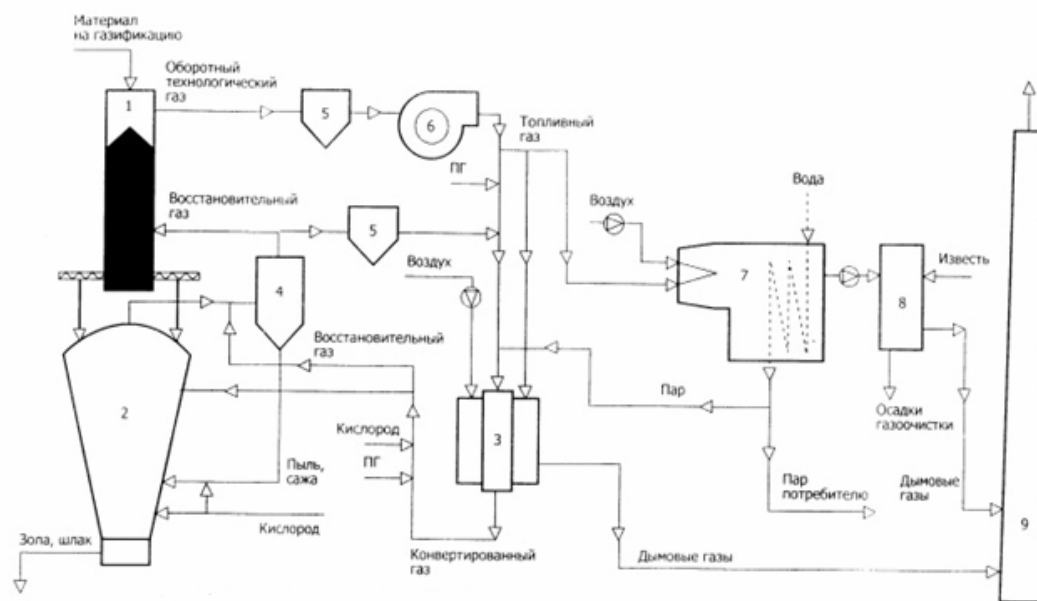 Материал
на газификацию
Оборотный
технологический
газ
1
5
6
Топливный
газ
ПГ
Вода
Воздух
Восстановительный
газ
5
Воздух
7
Известь
8
4
Восстановительный
газ
2
Пар
3
Осадки
газоочистки
Кислород
ПГ
Пыль,
сажа
Пар
потребителю
Дымовые
газы
Кислород
9
Зола, шлак
Конвертированный
газ
Дымовые газы